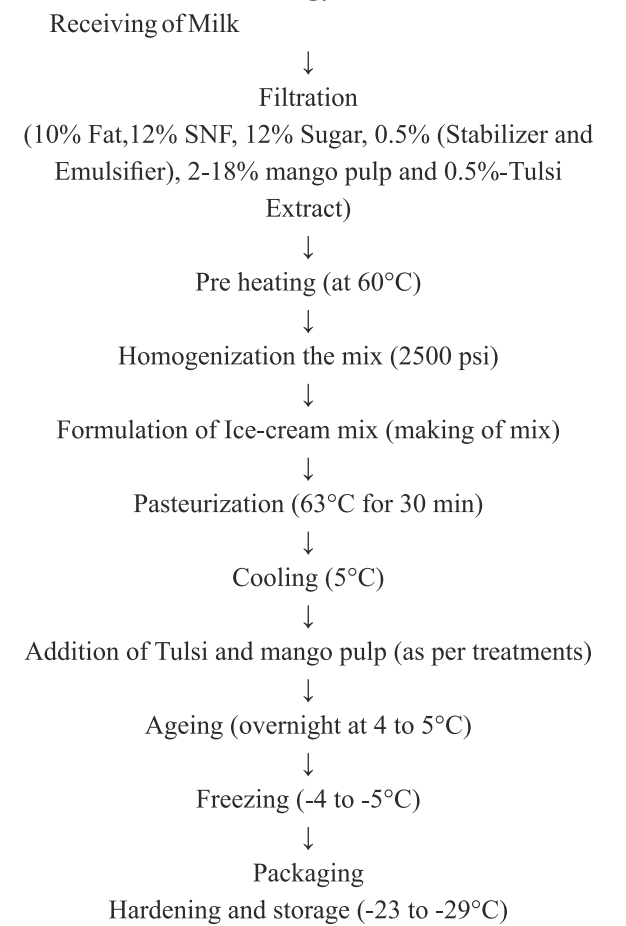 Receiving of Milk
↓
Filtration
(10% Fat,12% SNF, 12% Sugar, 0.5% (Stabilizer and
Emulsifier), 2-18% mango pulp and 0.5%-Tulsi
Extract)
↓
Pre heating (at 60°C)
↓
Homogenization the mix (2500 psi)
↓
Formulation of Ice-cream mix (making of mix)
↓
Pasteurization (63°C for 30 min)
↓
Cooling (5°C)
↓
Addition of Tulsi and mango pulp (as per treatments)
↓
Ageing (overnight at 4 to 5°C)
↓
Freezing (-4 to -5°C)
↓
Packaging
Hardening and storage (-23 to -29°C)